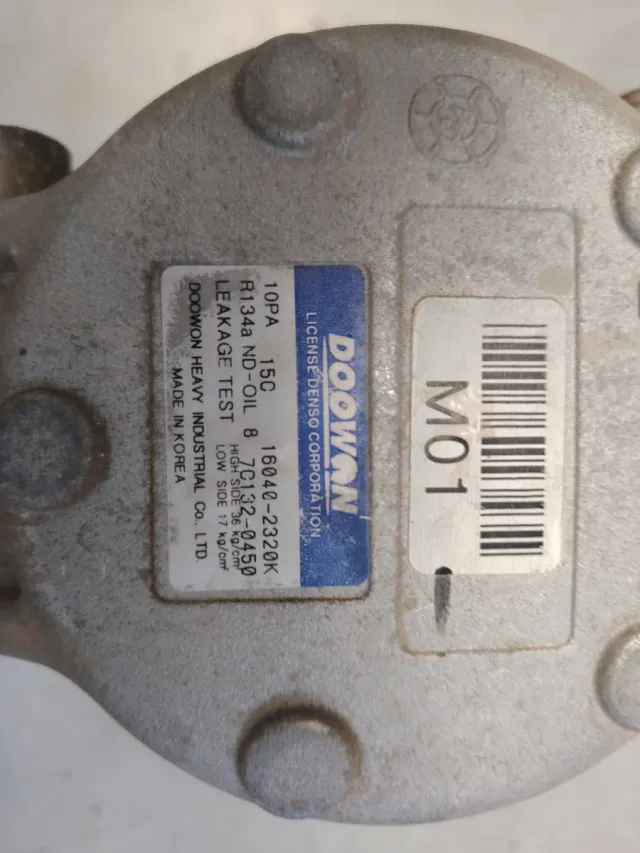 DOOWON
LICENSE DENSO CORPORATION
10PA 15C 16040-2320K
R134a ND-OIL 8 7C132-0450
LEAKAGE TEST HIGH SIDE 36 kg/cm²
LOW SIDE 17 kg/cm²
DOOWON HEAVY INDUSTRIAL Co., LTD.
MADE IN KOREA
M01